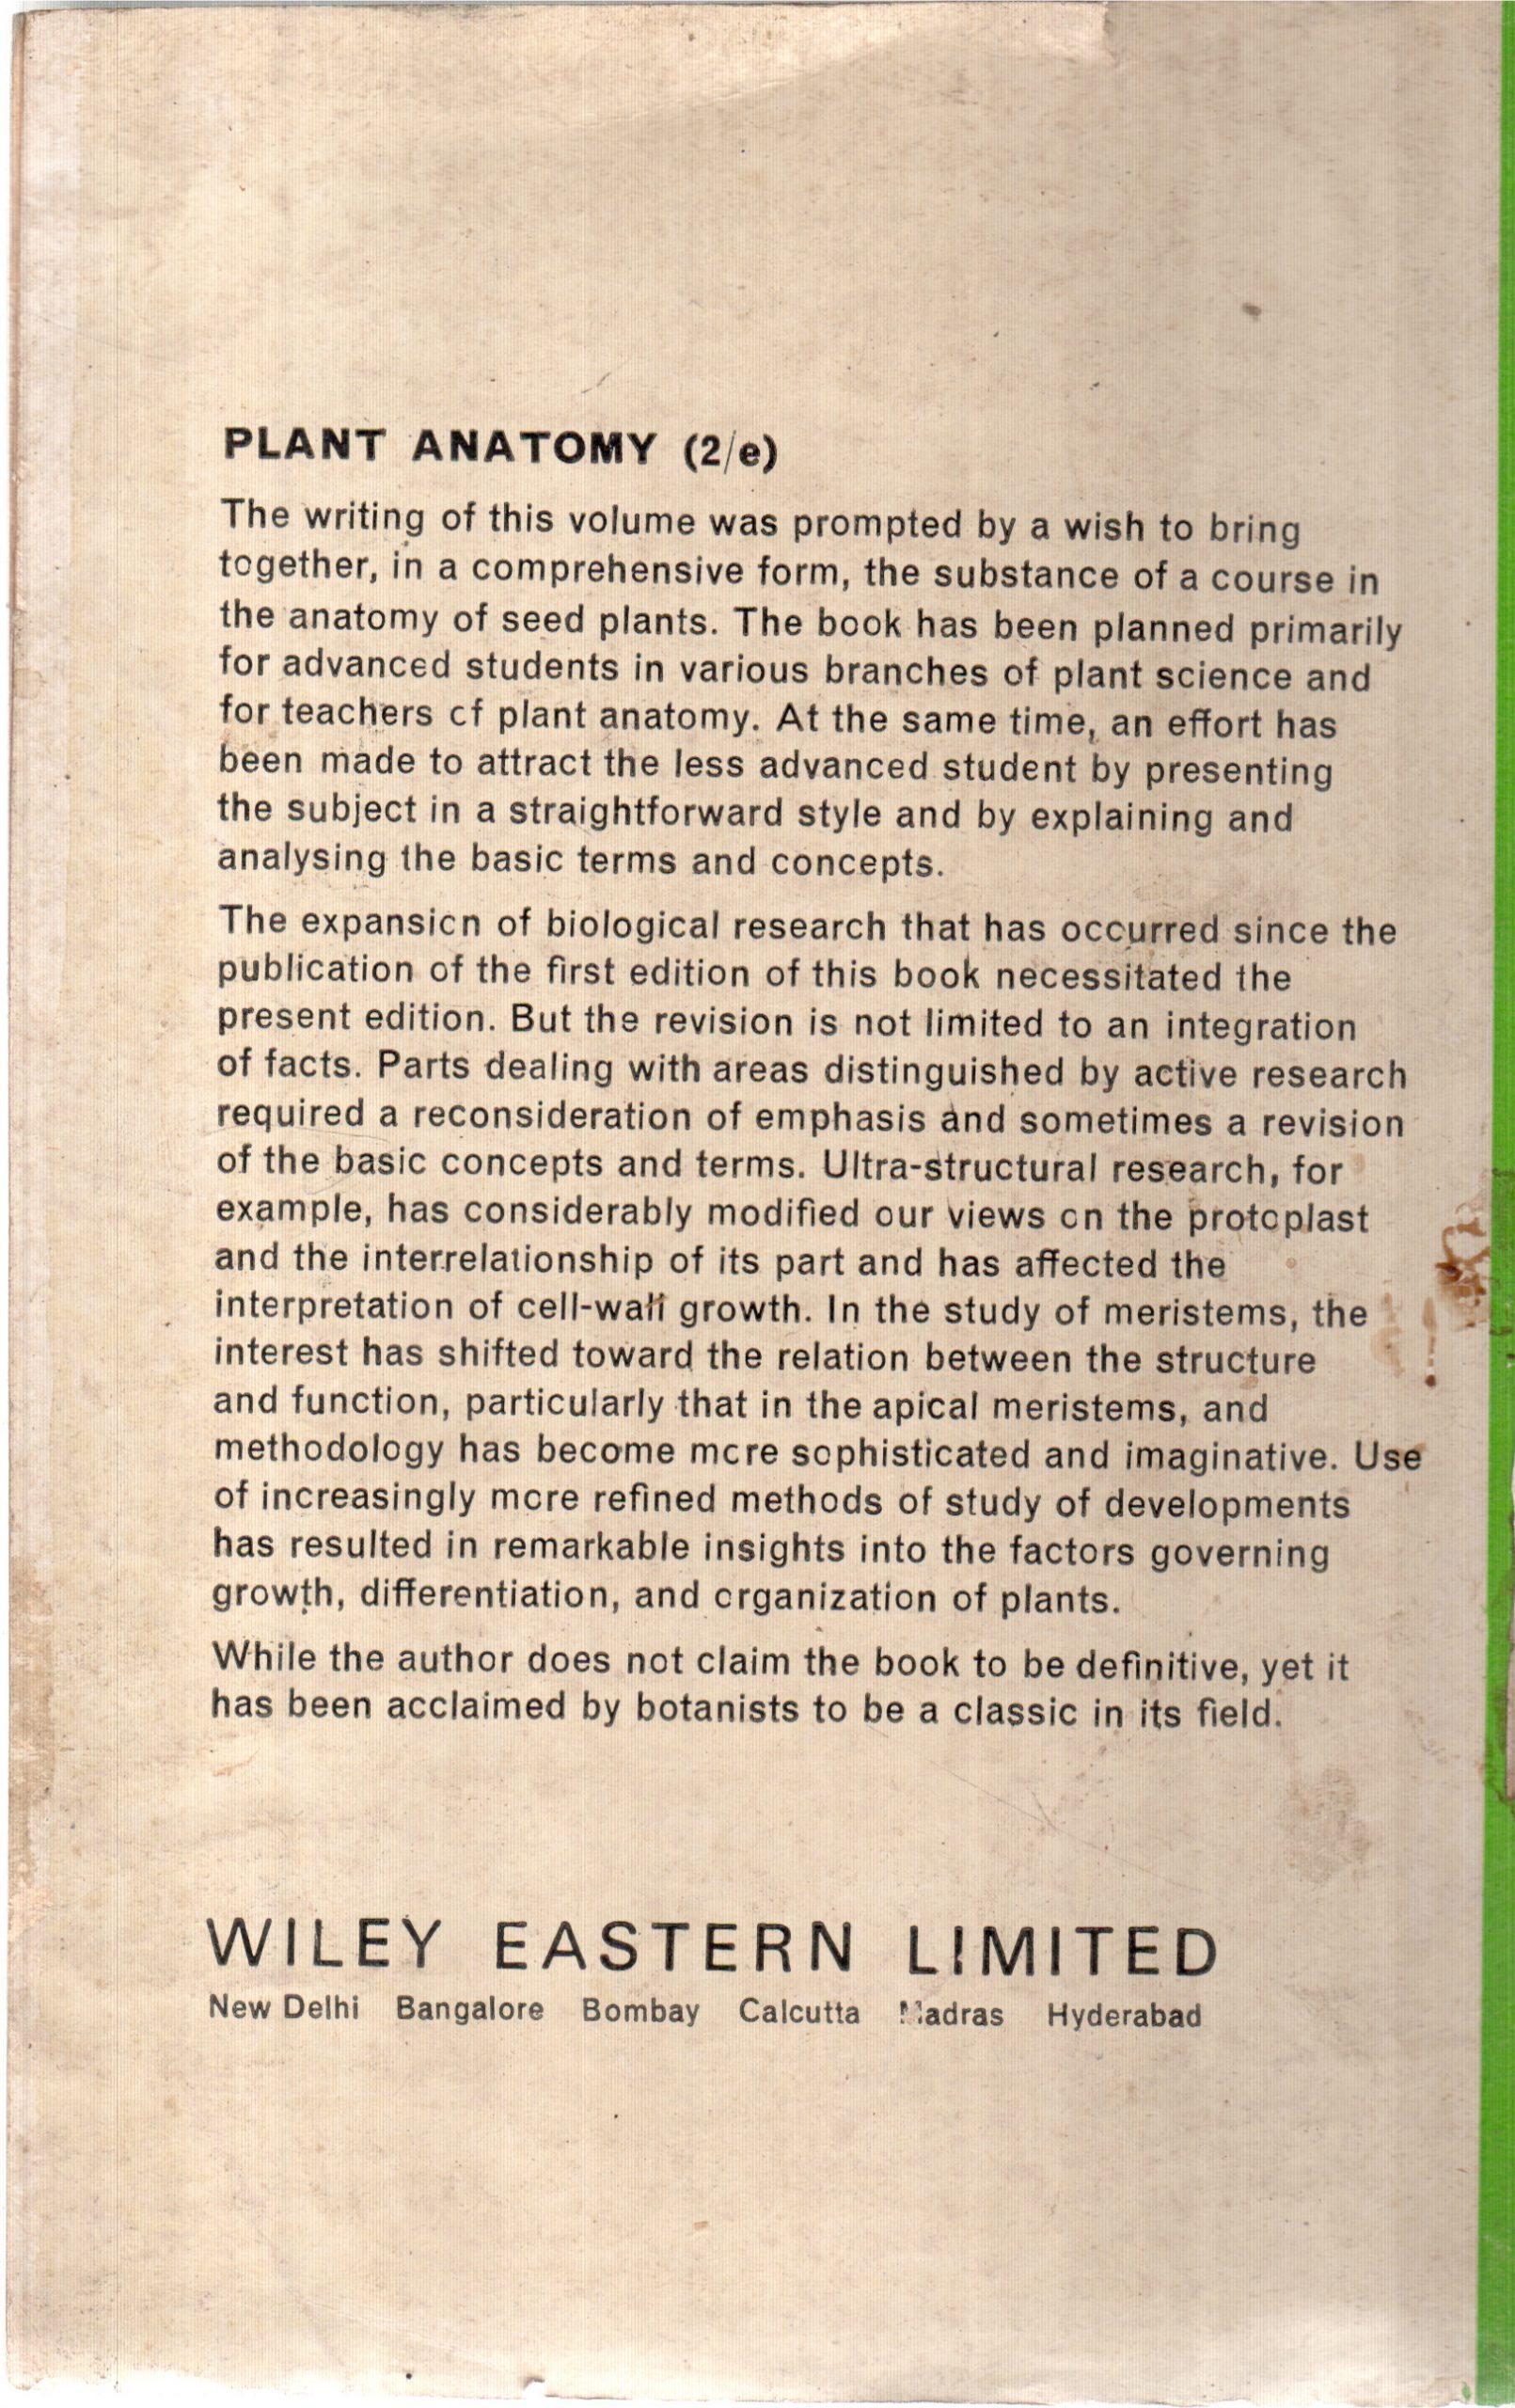 PLANT ANATOMY (2/e)
The writing of this volume was prompted by a wish to bring
together, in a comprehensive form, the substance of a course in
the anatomy of seed plants. The book has been planned primarily
for advanced students in various branches of plant science and
for teachers of plant anatomy. At the same time, an effort has
been made to attract the less advanced student by presenting
the subject in a straightforward style and by explaining and
analysing the basic terms and concepts.
The expansion of biological research that has occurred since the
publication of the first edition of this book necessitated the
present edition. But the revision is not limited to an integration
of facts. Parts dealing with areas distinguished by active research
required a reconsideration of emphasis and sometimes a revision
of the basic concepts and terms. Ultra-structural research, for
example, has considerably modified our views on the protoplast
and the interrelationship of its part and has affected the
interpretation of cell-wall growth. In the study of meristems, the
interest has shifted toward the relation between the structure
and function, particularly that in the apical meristems, and
methodology has become more sophisticated and imaginative. Use
of increasingly more refined methods of study of developments
has resulted in remarkable insights into the factors governing
growth, differentiation, and organization of plants.
While the author does not claim the book to be definitive, yet it
has been acclaimed by botanists to be a classic in its field.
WILEY EASTERN LIMITED
New Delhi Bangalore Bombay Calcutta Madras Hyderabad